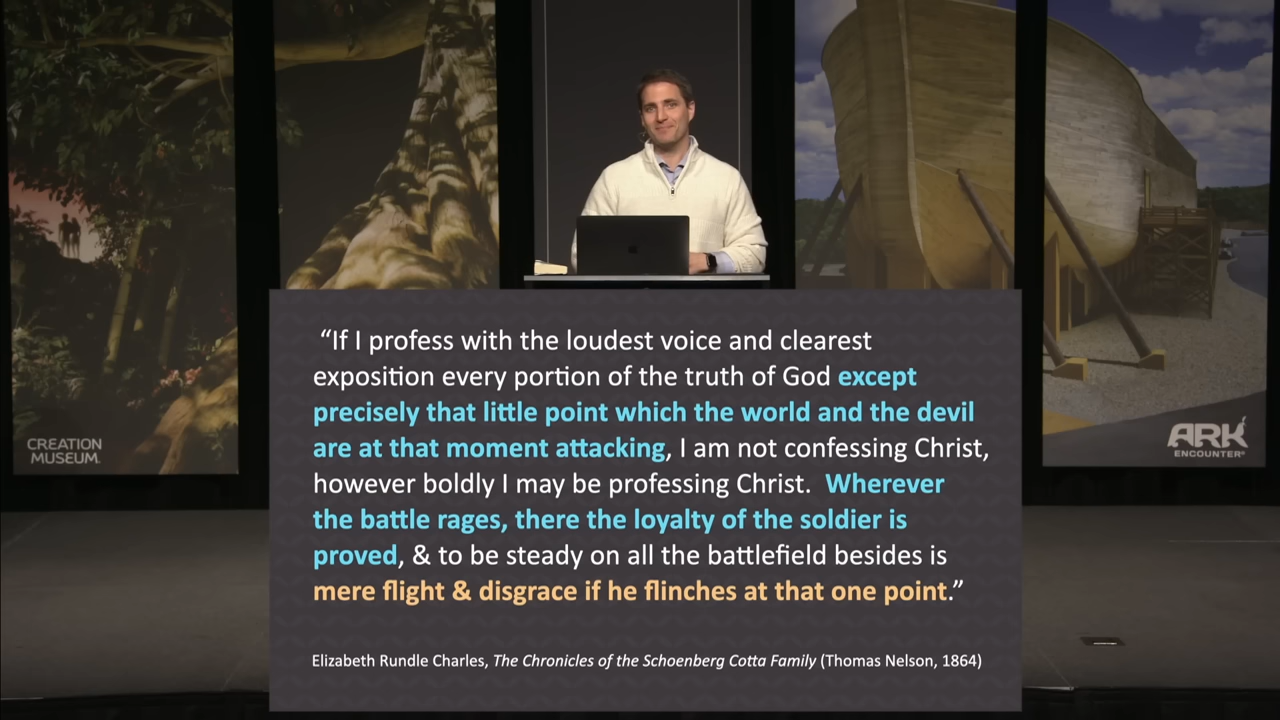 “If I profess with the loudest voice and clearest
exposition every portion of the truth of God except
precisely that little point which the world and the devil
are at that moment attacking, I am not confessing Christ,
however boldly I may be professing Christ.  Wherever
the battle rages, there the loyalty of the soldier is
proved, & to be steady on all the battlefield besides is
mere flight & disgrace if he flinches at that one point.”
Elizabeth Rundle Charles, The Chronicles of the Schoenberg Cotta Family (Thomas Nelson, 1864)
CREATION
MUSEUM
ARK
ENCOUNTER